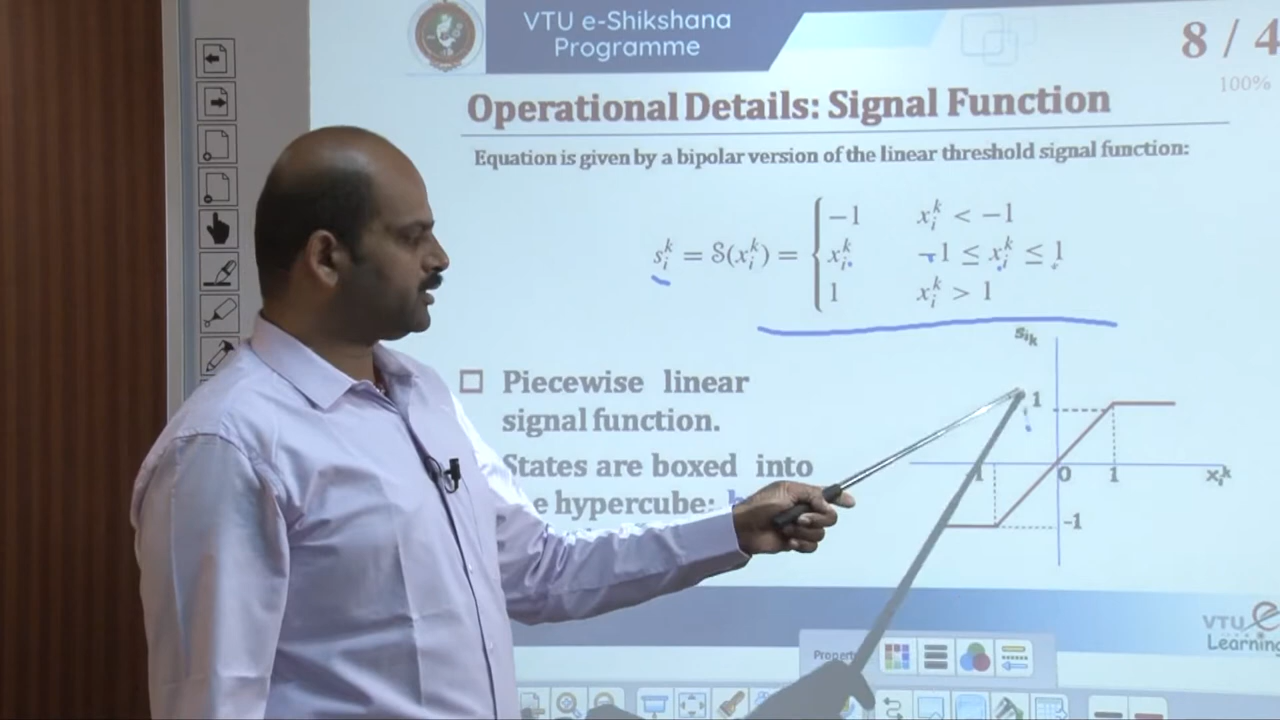 VTU e-Shikshana
Programme
8 / 4
100%
Operational Details: Signal Function
Equation is given by a bipolar version of the linear threshold signal function:
−1 x_i^k < −1
s_i^k = S(x_i^k) = { x_i^k −1 ≤ x_i^k ≤ 1
1 x_i^k > 1
s_{i_k}
☐ Piecewise linear
signal function.
1
States are boxed into
e hypercube:
0 1 x_i^k
-1
VTU e
Learning